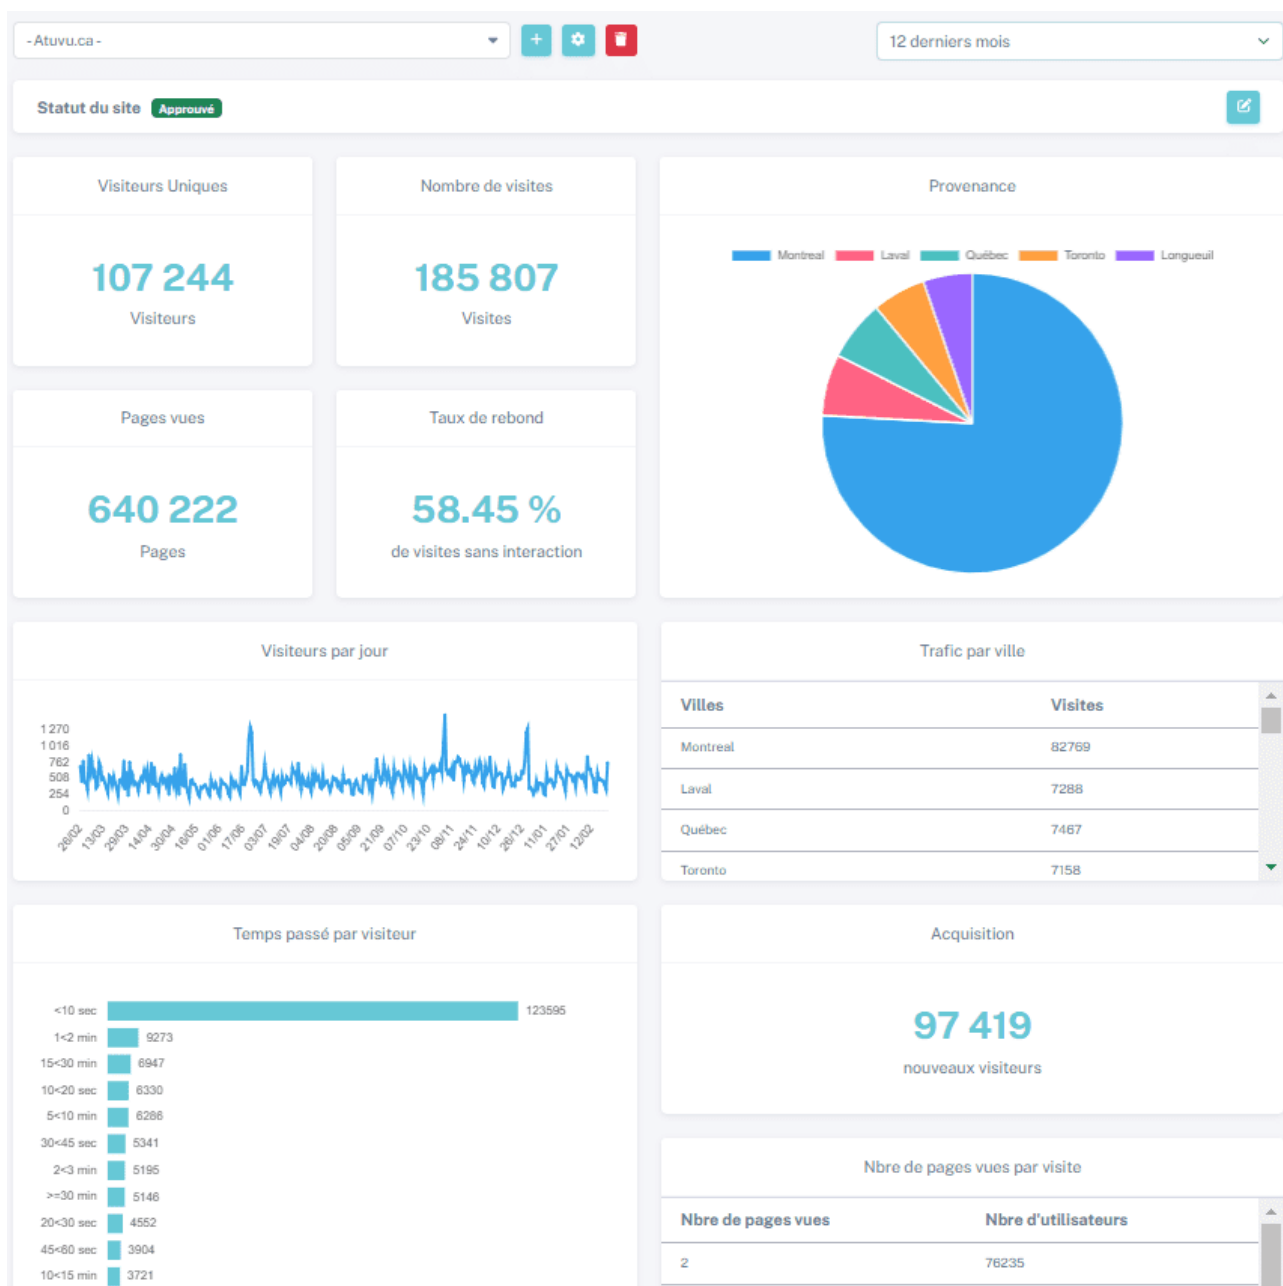 - Atuvu.ca -
12 derniers mois
Statut du site Approuvé
Visiteurs Uniques
107 244
Visiteurs
Nombre de visites
185 807
Visites
Provenance
Montreal Laval Québec Toronto Longueuil
Pages vues
640 222
Pages
Taux de rebond
58.45 %
de visites sans interaction
Visiteurs par jour
1 270
1 016
762
508
254
0
26/02 13/03 29/03 14/04 30/04 16/05 01/06 17/06 03/07 19/07 04/08 20/08 05/09 21/09 07/10 23/10 08/11 24/11 10/12 26/12 11/01 27/01 12/02
Trafic par ville
Villes Visites
Montreal 82769
Laval 7288
Québec 7467
Toronto 7158
Temps passé par visiteur
<10 sec 123595
1<2 min 9273
15<30 min 6947
10<20 sec 6330
5<10 min 6286
30<45 sec 5341
2<3 min 5195
>=30 min 5146
20<30 sec 4552
45<60 sec 3904
10<15 min 3721
Acquisition
97 419
nouveaux visiteurs
Nbre de pages vues par visite
Nbre de pages vues Nbre d'utilisateurs
2 76235